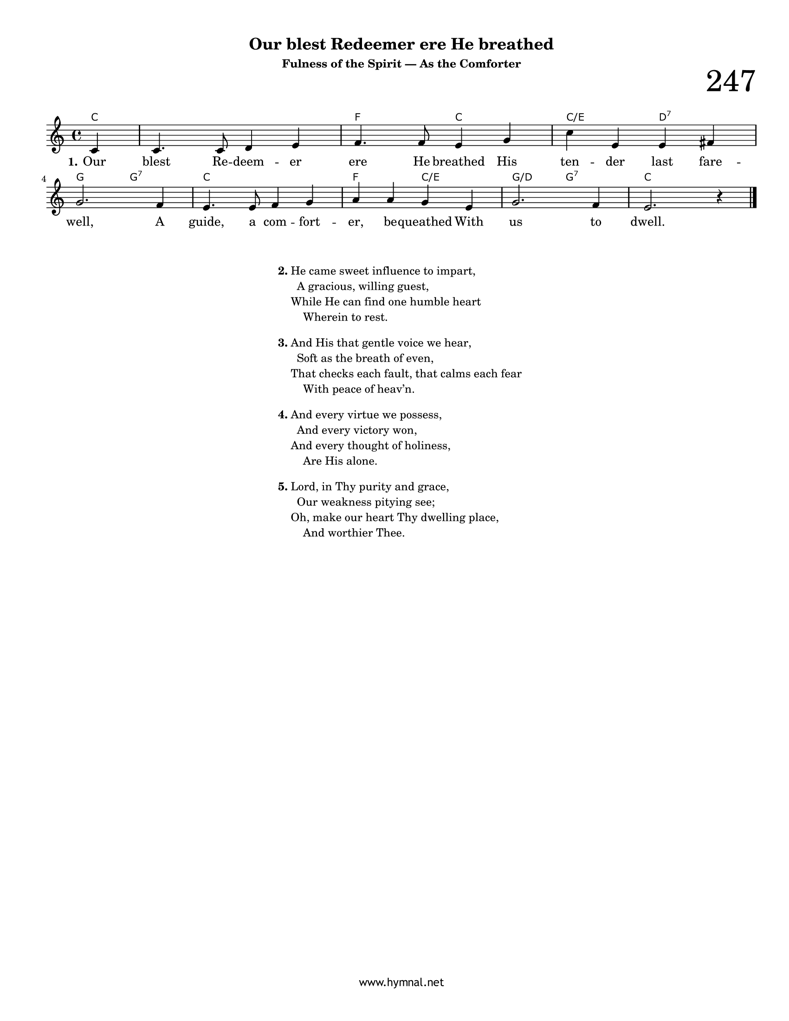 Our blest Redeemer ere He breathed
Fulness of the Spirit — As the Comforter
247
C F C C/E D7
1. Our blest Re-deem - er ere He breathed His ten - der last fare -
4 G G7 C F C/E G/D G7 C
well, A guide, a com - fort - er, bequeathed With us to dwell.
2. He came sweet influence to impart,
A gracious, willing guest,
While He can find one humble heart
Wherein to rest.
3. And His that gentle voice we hear,
Soft as the breath of even,
That checks each fault, that calms each fear
With peace of heav’n.
4. And every virtue we possess,
And every victory won,
And every thought of holiness,
Are His alone.
5. Lord, in Thy purity and grace,
Our weakness pitying see;
Oh, make our heart Thy dwelling place,
And worthier Thee.
www.hymnal.net